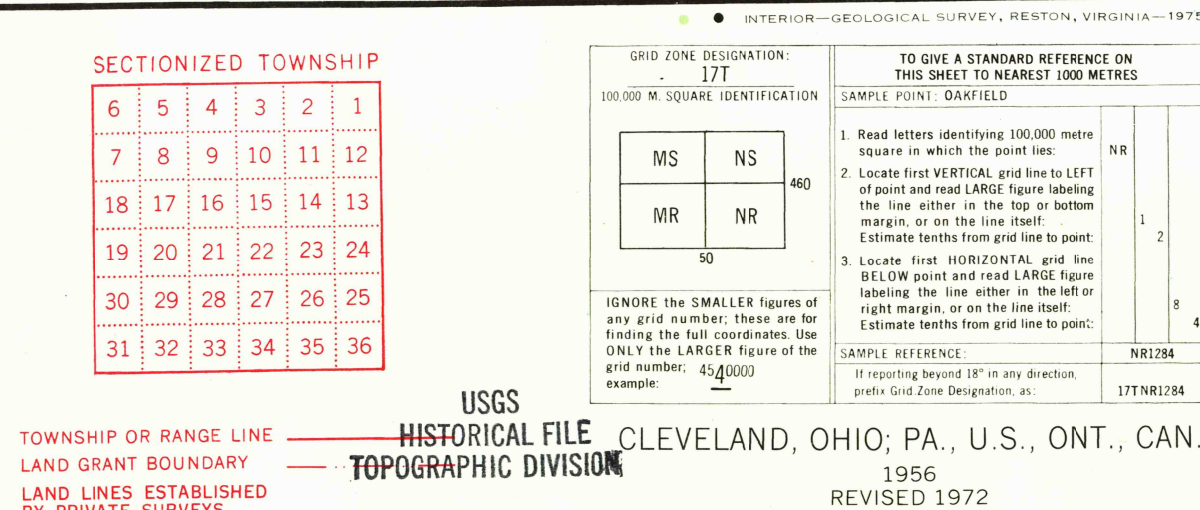 INTERIOR—GEOLOGICAL SURVEY, RESTON, VIRGINIA—1975
SECTIONIZED TOWNSHIP
6 5 4 3 2 1
7 8 9 10 11 12
18 17 16 15 14 13
19 20 21 22 23 24
30 29 28 27 26 25
31 32 33 34 35 36
TOWNSHIP OR RANGE LINE
LAND GRANT BOUNDARY
LAND LINES ESTABLISHED
BY PRIVATE SURVEYS
USGS
HISTORICAL FILE
TOPOGRAPHIC DIVISION
GRID ZONE DESIGNATION:
17T
100,000 M. SQUARE IDENTIFICATION
MS NS
460
MR NR
50
IGNORE the SMALLER figures of
any grid number; these are for
finding the full coordinates. Use
ONLY the LARGER figure of the
grid number; 4540000
example:
TO GIVE A STANDARD REFERENCE ON
THIS SHEET TO NEAREST 1000 METRES
SAMPLE POINT: OAKFIELD
1. Read letters identifying 100,000 metre
square in which the point lies: NR
2. Locate first VERTICAL grid line to LEFT
of point and read LARGE figure labeling
the line either in the top or bottom
margin, or on the line itself: 1
Estimate tenths from grid line to point: 2
3. Locate first HORIZONTAL grid line
BELOW point and read LARGE figure
labeling the line either in the left or
right margin, or on the line itself: 8
Estimate tenths from grid line to point: 4
SAMPLE REFERENCE: NR1284
If reporting beyond 18° in any direction,
prefix Grid Zone Designation, as: 17TNR1284
CLEVELAND, OHIO; PA., U.S., ONT., CAN.
1956
REVISED 1972